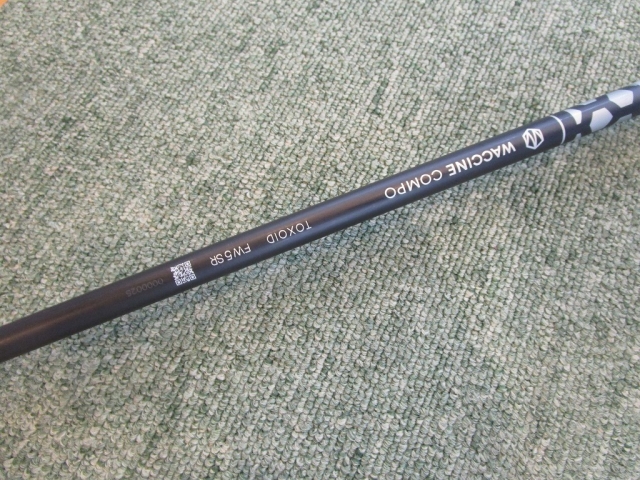 WACCINE COMPO
TOXOID FW5SR